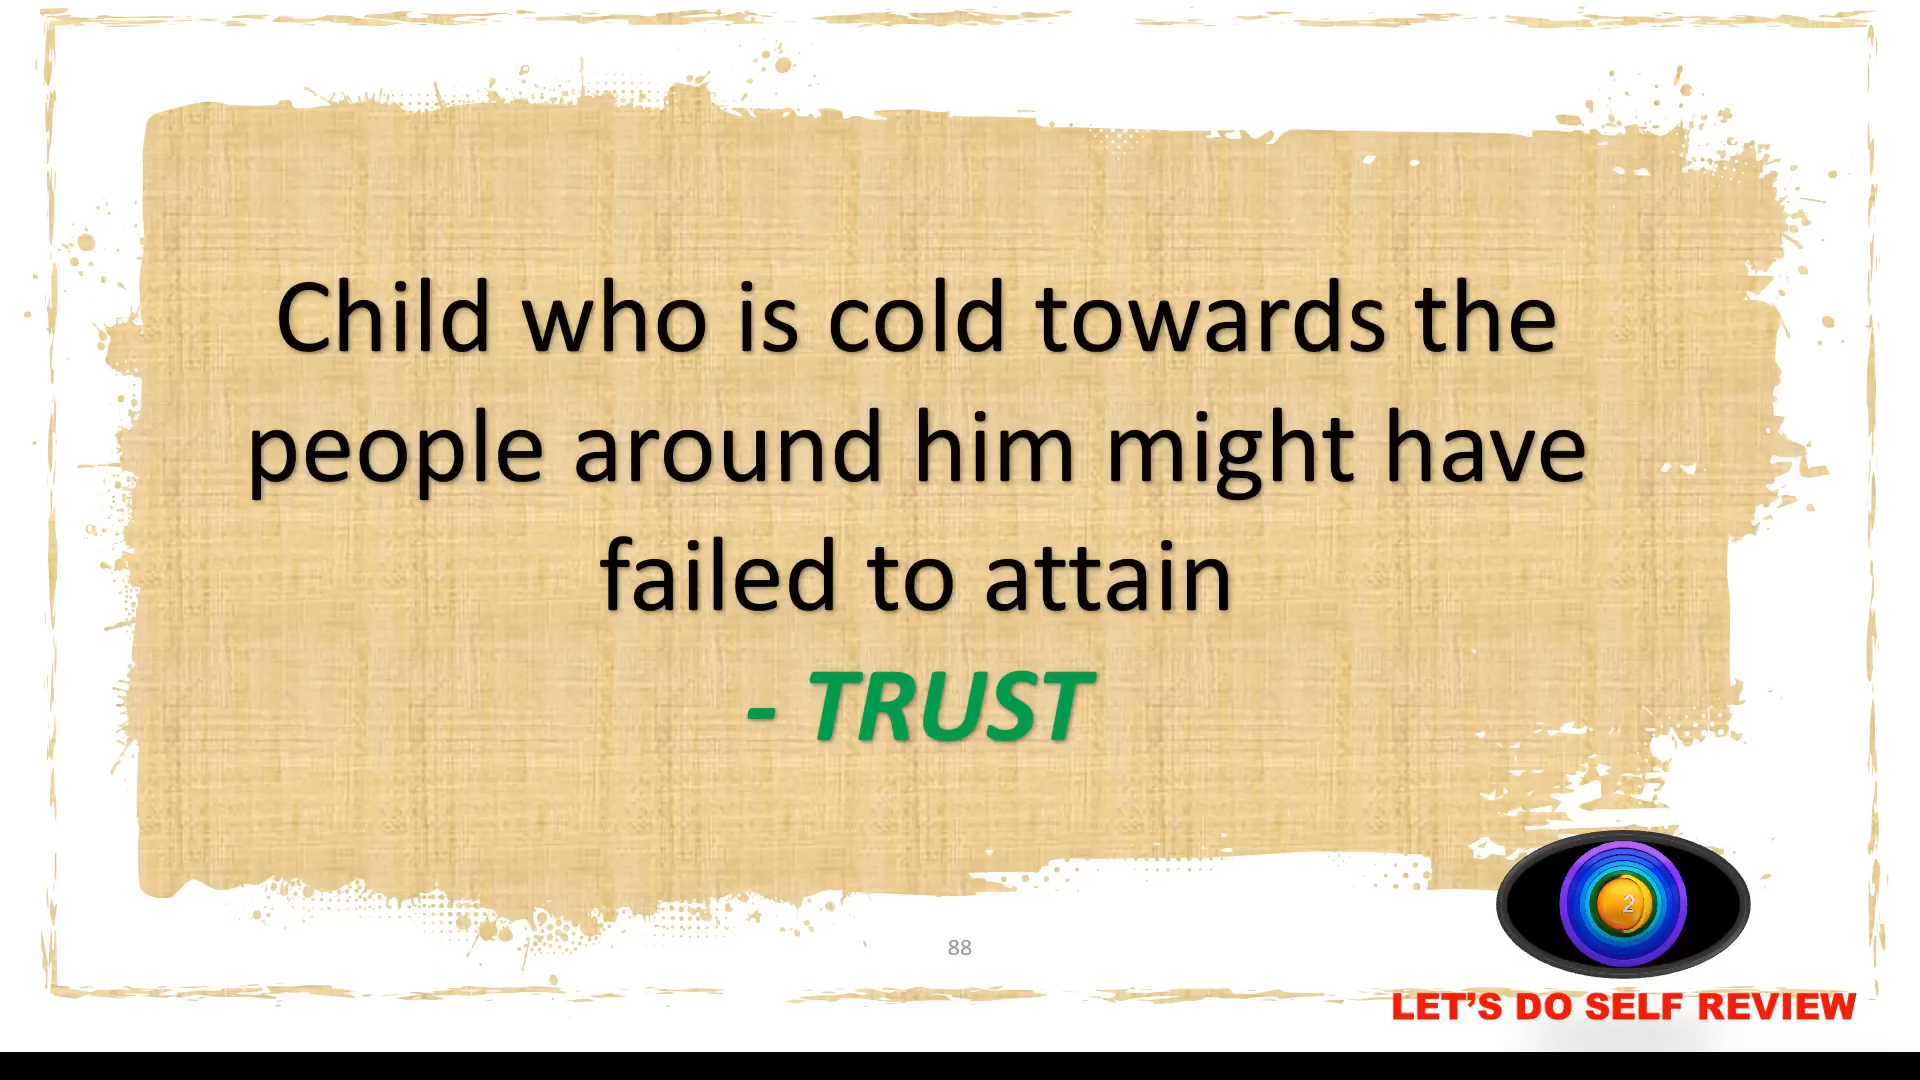 Child who is cold towards the
people around him might have
failed to attain
- TRUST
2
88
LET’S DO SELF REVIEW